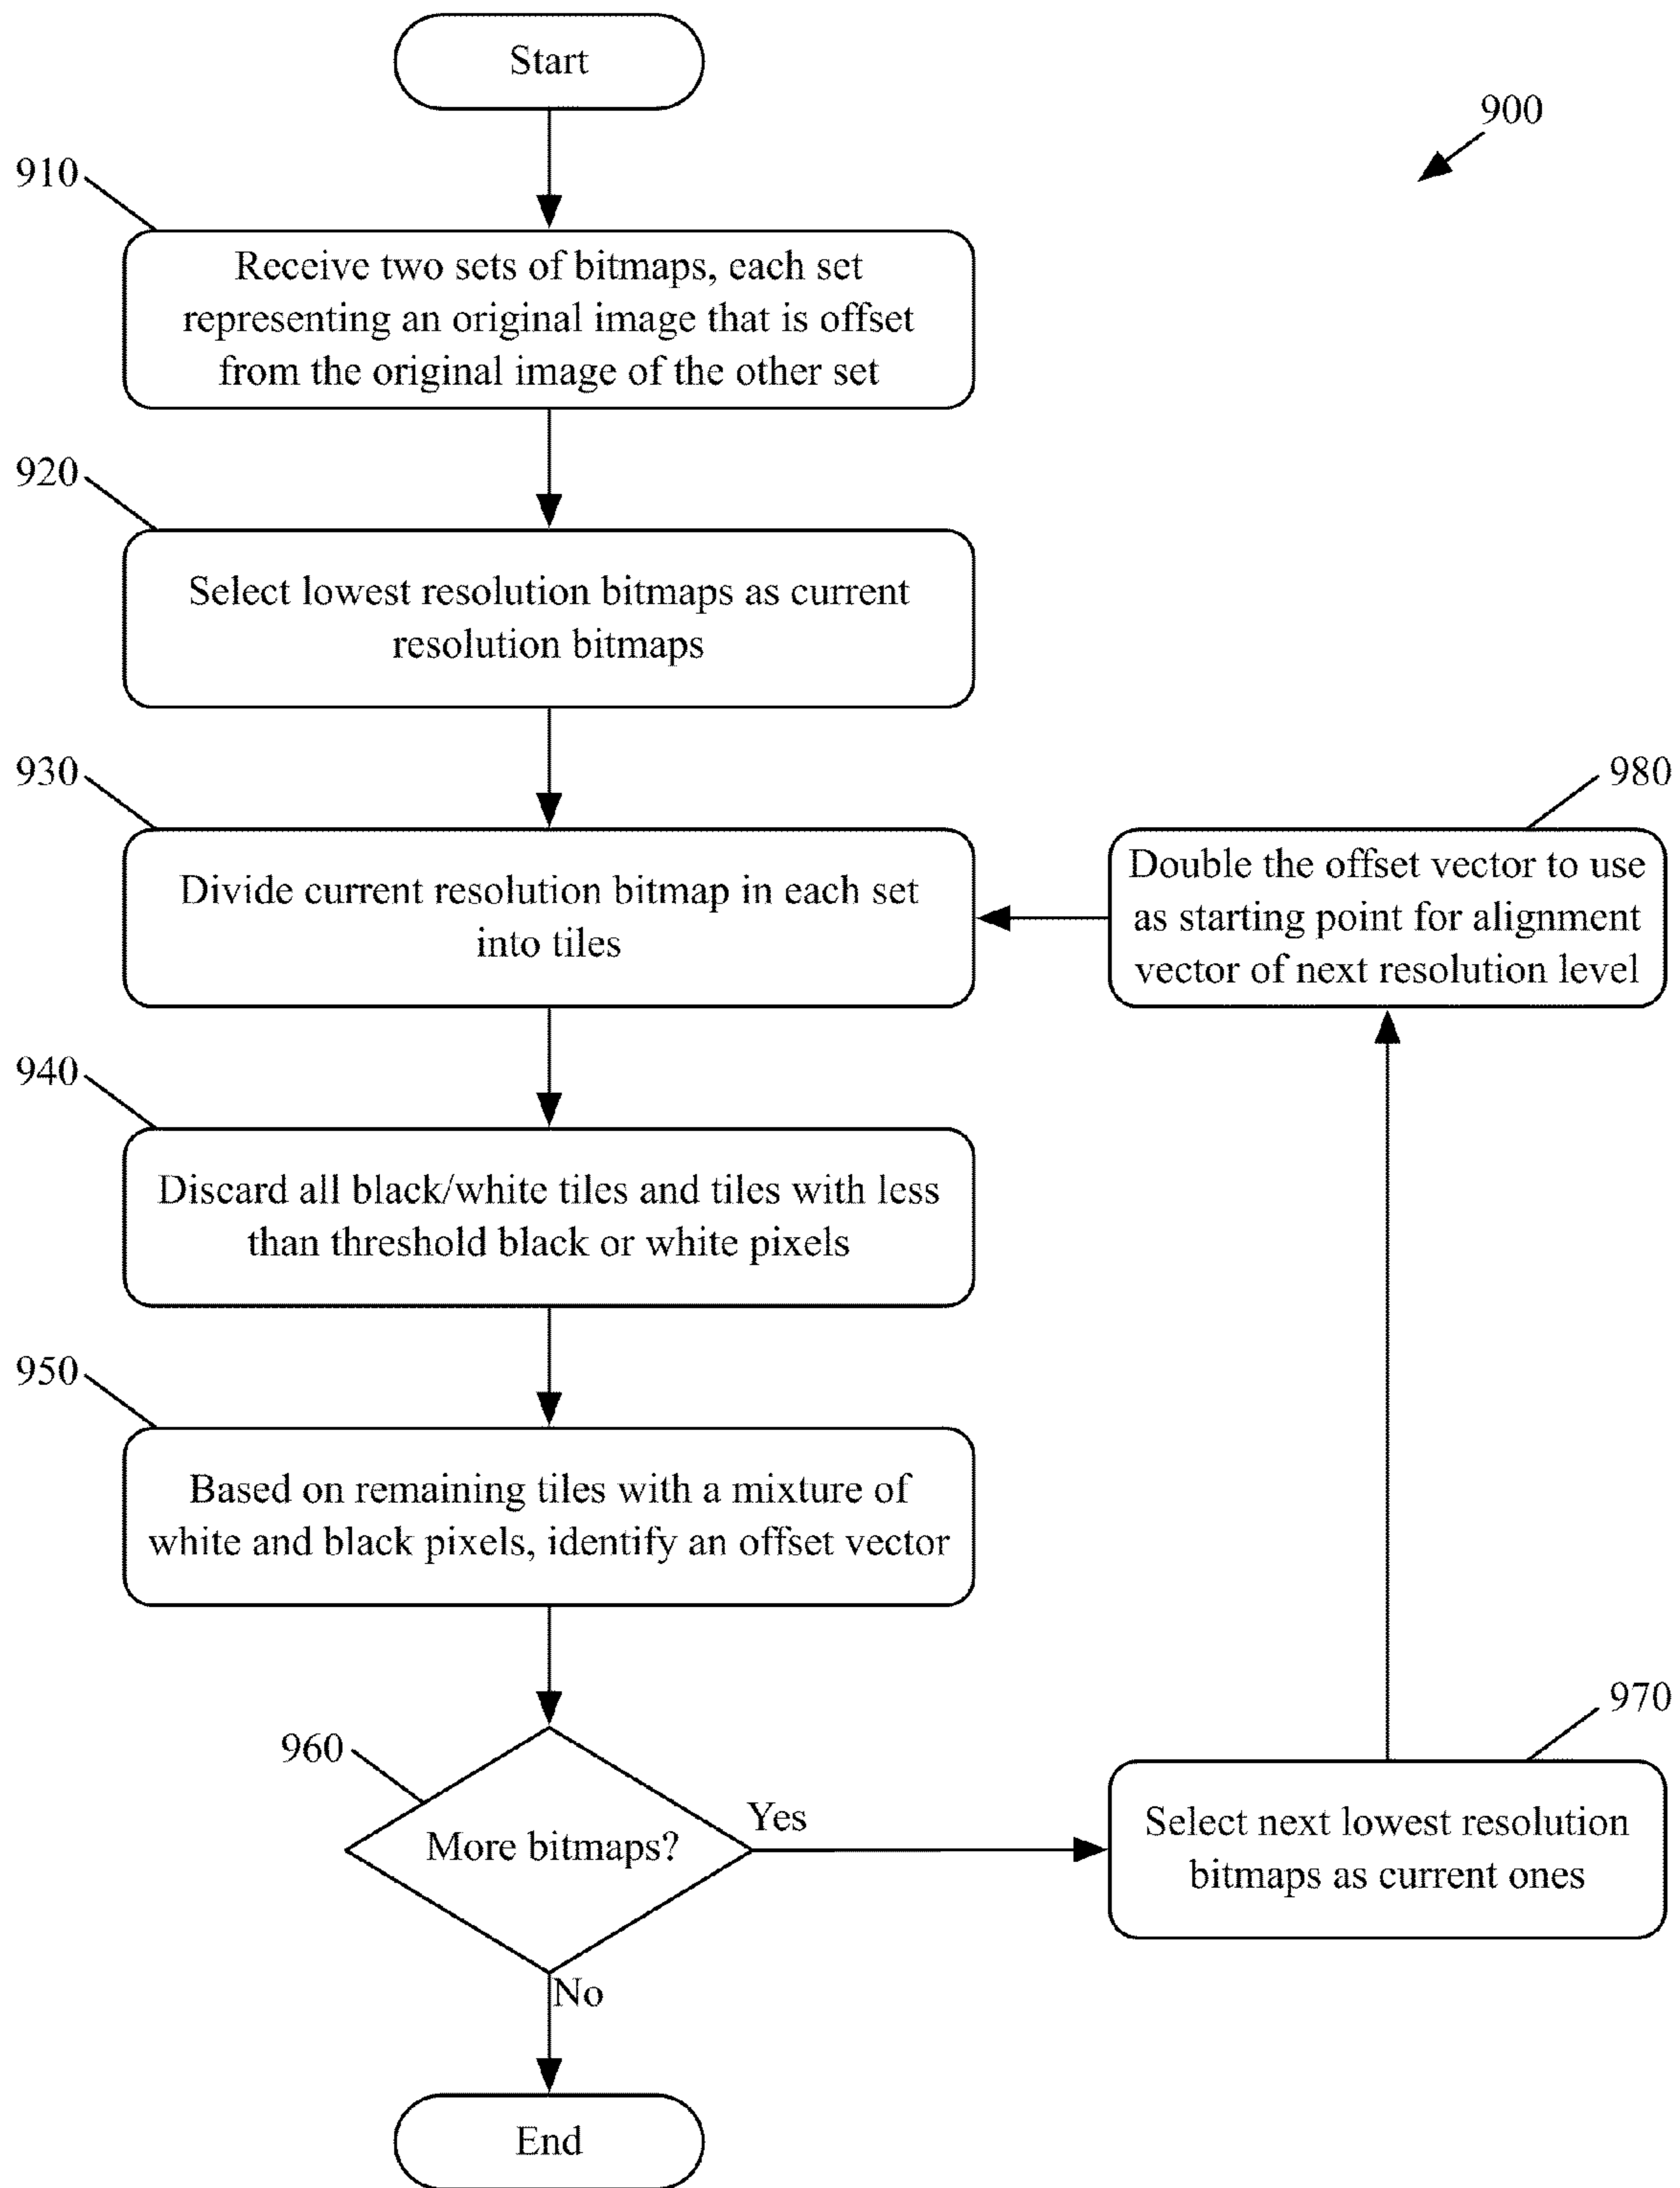 Start
900
910
Receive two sets of bitmaps, each set
representing an original image that is offset
from the original image of the other set
920
Select lowest resolution bitmaps as current
resolution bitmaps
930
Divide current resolution bitmap in each set
into tiles
980
Double the offset vector to use
as starting point for alignment
vector of next resolution level
940
Discard all black/white tiles and tiles with less
than threshold black or white pixels
950
Based on remaining tiles with a mixture of
white and black pixels, identify an offset vector
960
More bitmaps?
Yes
970
Select next lowest resolution
bitmaps as current ones
No
End